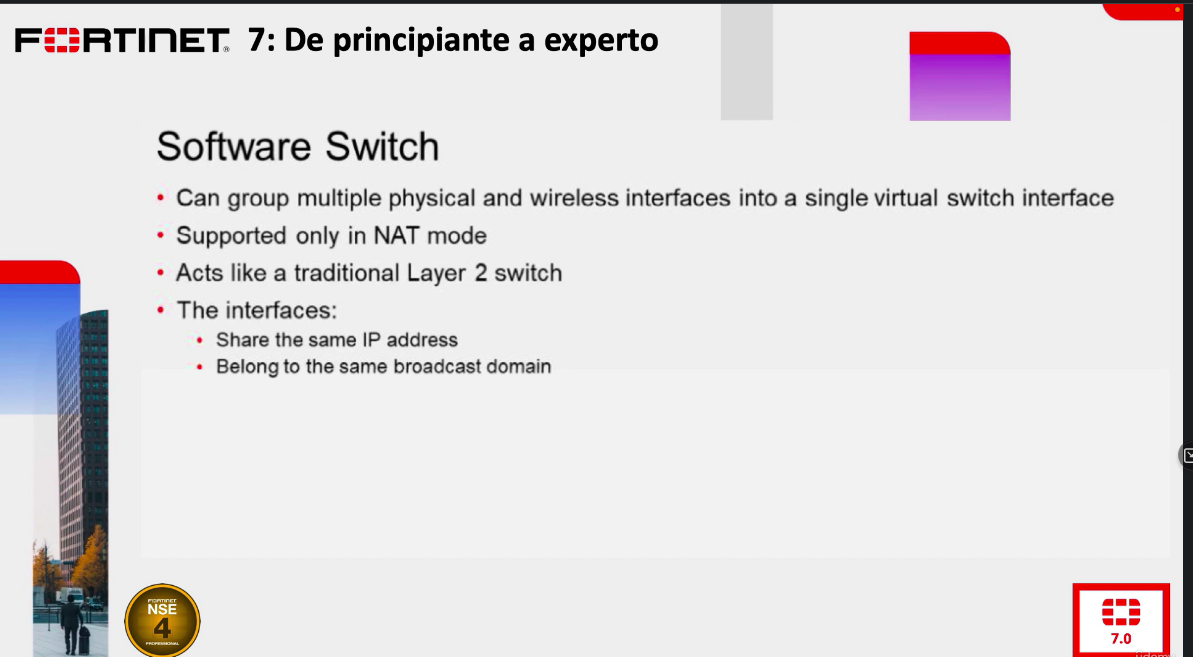 FORTINET® 7: De principiante a experto
Software Switch
• Can group multiple physical and wireless interfaces into a single virtual switch interface
• Supported only in NAT mode
• Acts like a traditional Layer 2 switch
• The interfaces:
• Share the same IP address
• Belong to the same broadcast domain
FORTINET
NSE
4
PROFESSIONAL
7.0